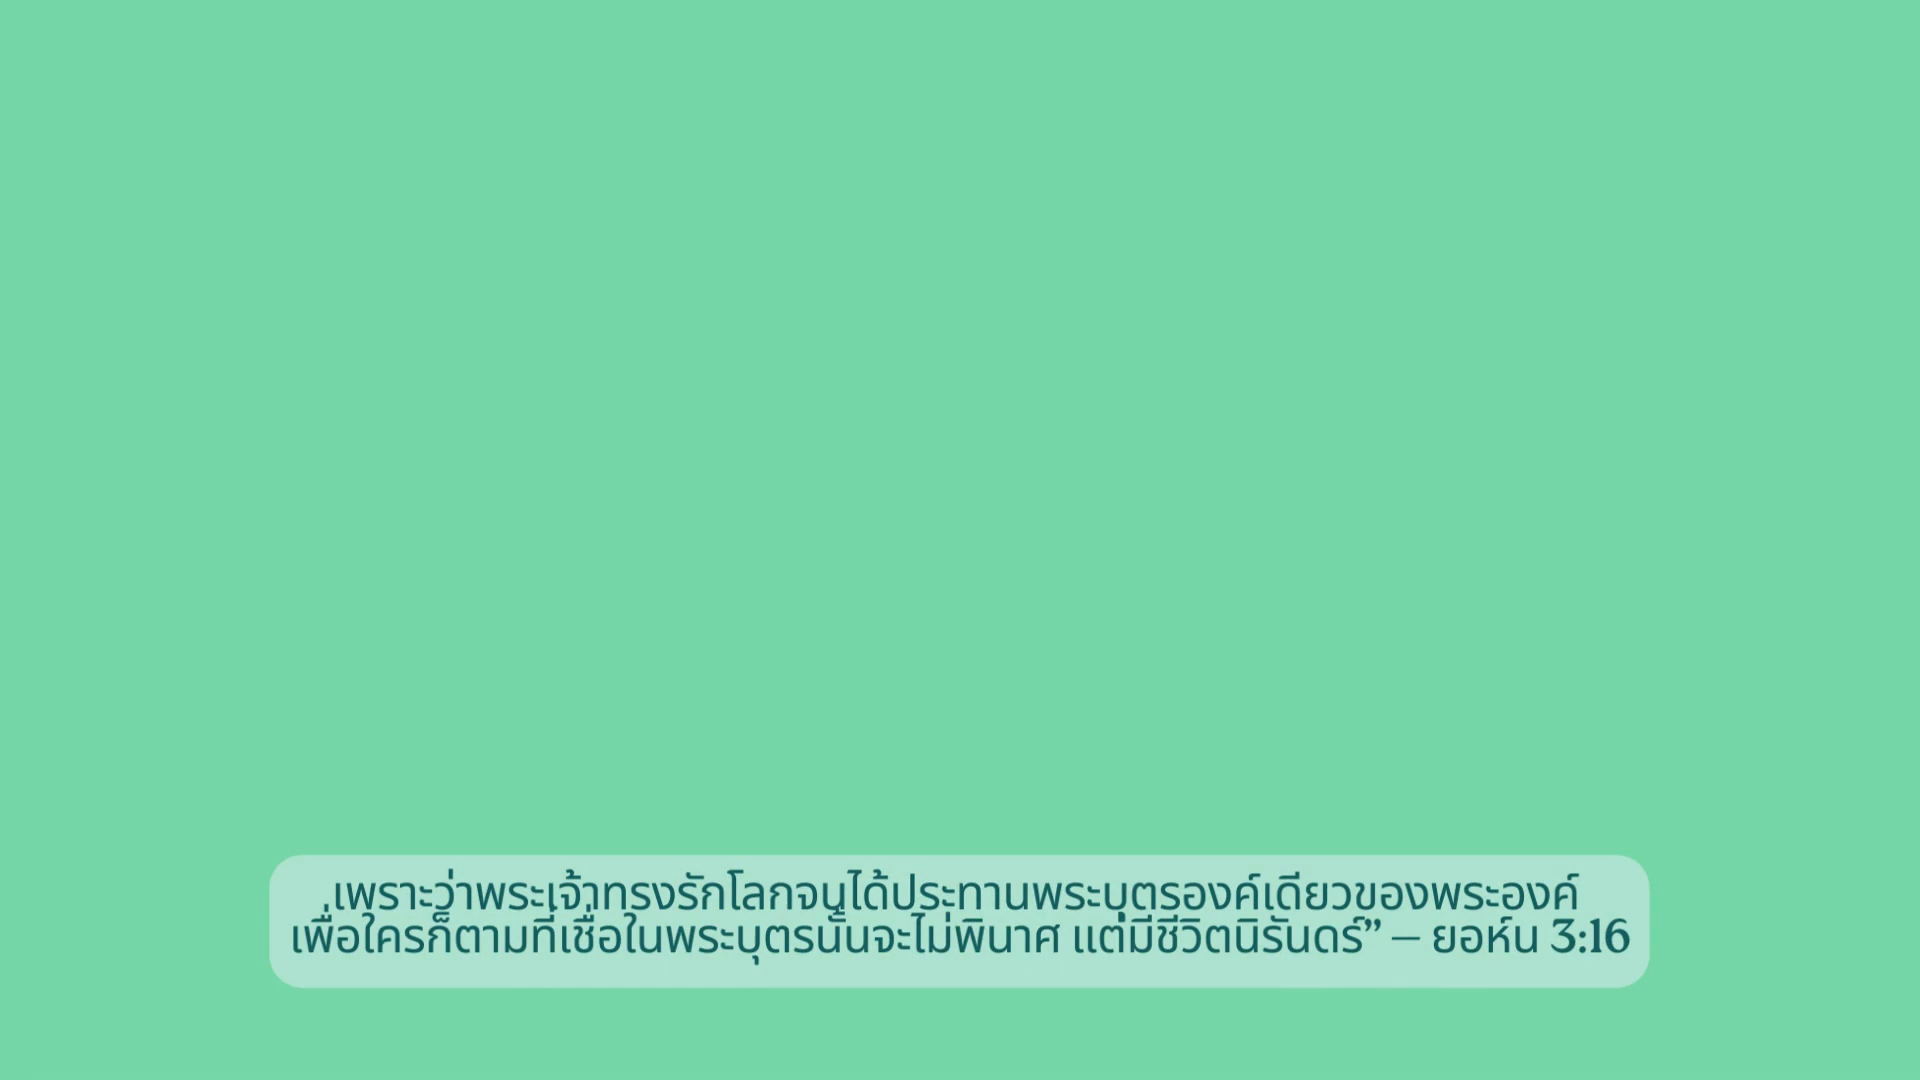 เพราะว่าพระเจ้าทรงรักโลกจนได้ประทานพระบุตรองค์เดียวของพระองค์
เพื่อใครก็ตามที่เชื่อในพระบุตรนั้นจะไม่พินาศ แต่มีชีวิตนิรันดร์” – ยอห์น 3:16